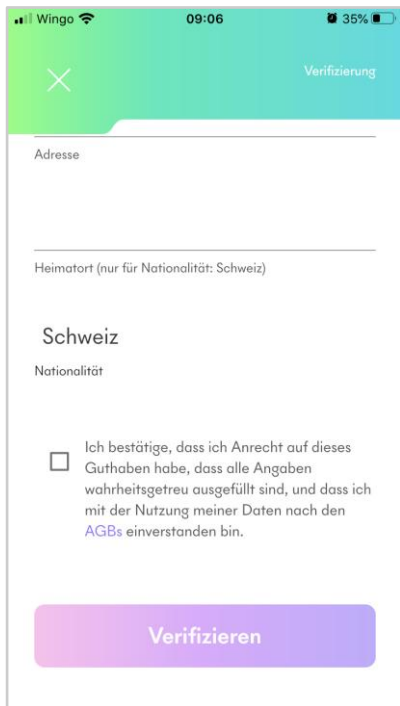 Wingo 09:06 35%
Verifizierung
Adresse
Heimatort (nur für Nationalität: Schweiz)
Schweiz
Nationalität
Ich bestätige, dass ich Anrecht auf dieses
Guthaben habe, dass alle Angaben
wahrheitsgetreu ausgefüllt sind, und dass ich
mit der Nutzung meiner Daten nach den
AGBs einverstanden bin.
Verifizieren